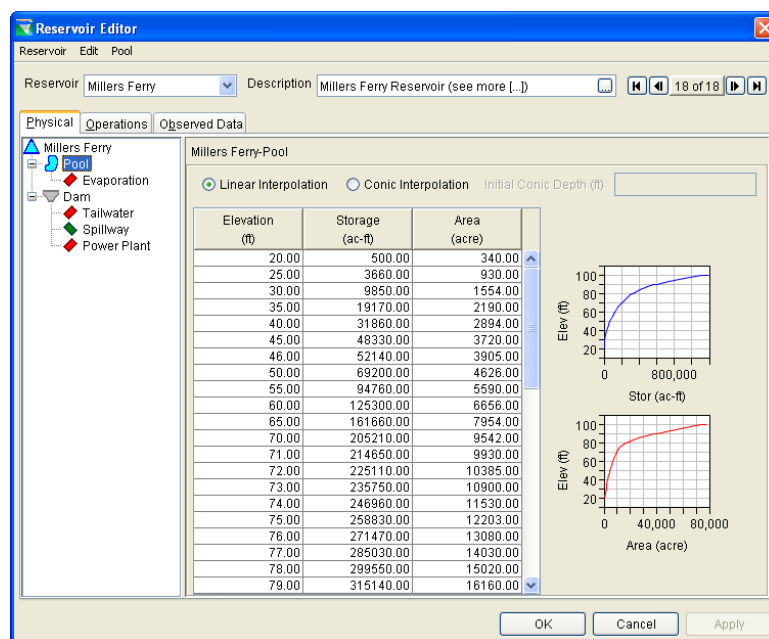 Reservoir Editor
Reservoir Edit Pool
Reservoir Millers Ferry Description Millers Ferry Reservoir (see more [...]) ... 18 of 18
Physical Operations Observed Data
Millers Ferry
Pool
Evaporation
Dam
Tailwater
Spillway
Power Plant
Millers Ferry-Pool
Linear Interpolation Conic Interpolation Initial Conic Depth (ft)
Elevation (ft) Storage (ac-ft) Area (acre)
20.00 500.00 340.00
25.00 3660.00 930.00
30.00 9850.00 1554.00
35.00 19170.00 2190.00
40.00 31860.00 2894.00
45.00 48330.00 3720.00
46.00 52140.00 3905.00
50.00 69200.00 4626.00
55.00 94760.00 5590.00
60.00 125300.00 6656.00
65.00 161660.00 7954.00
70.00 205210.00 9542.00
71.00 214650.00 9930.00
72.00 225110.00 10385.00
73.00 235750.00 10900.00
74.00 246960.00 11530.00
75.00 258830.00 12203.00
76.00 271470.00 13080.00
77.00 285030.00 14030.00
78.00 299550.00 15020.00
79.00 315140.00 16160.00
Elev (ft)
100
80
60
40
20
0 800,000
Stor (ac-ft)
Elev (ft)
100
80
60
40
20
0 40,000 80,000
Area (acre)
OK Cancel Apply